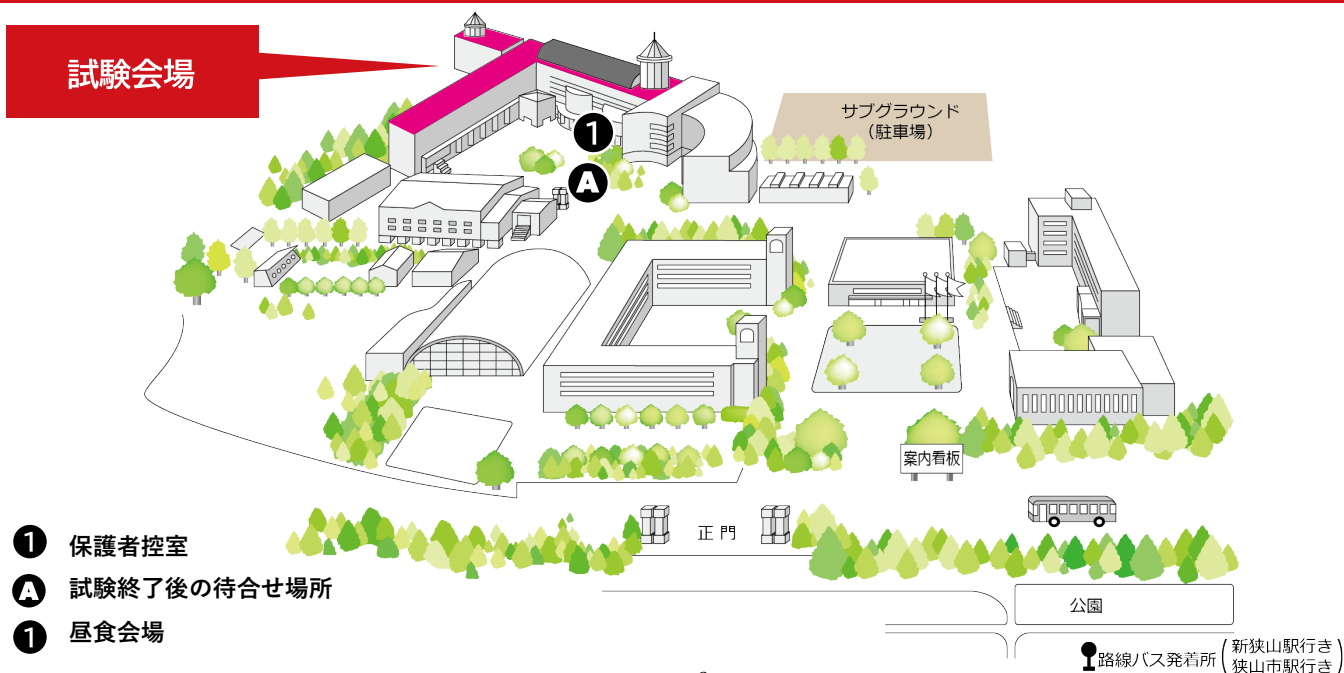 試験会場
サブグラウンド
(駐車場)
1
A
案内看板
正門
1 保護者控室
A 試験終了後の待合せ場所
1 昼食会場
公園
路線バス発着所(新狭山駅行き
狭山市駅行き)